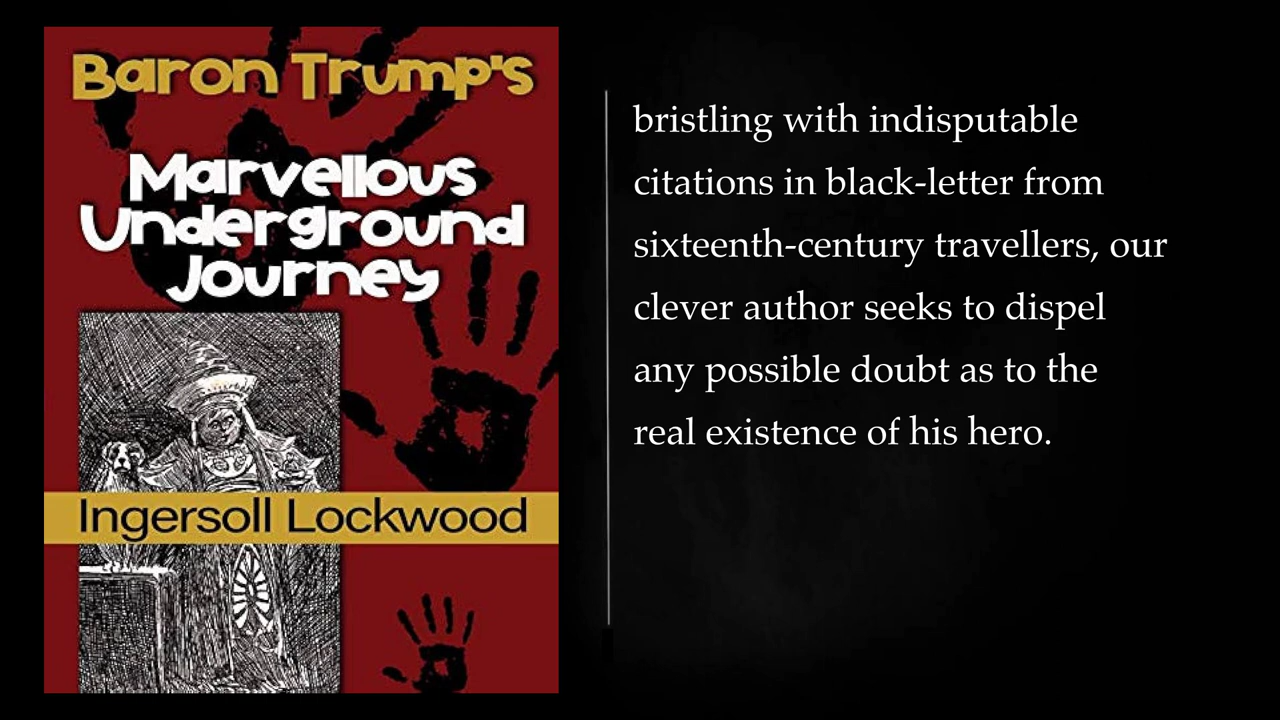 Baron Trump's
Marvellous
Underground
Journey
Ingersoll Lockwood
bristling with indisputable
citations in black-letter from
sixteenth-century travellers, our
clever author seeks to dispel
any possible doubt as to the
real existence of his hero.